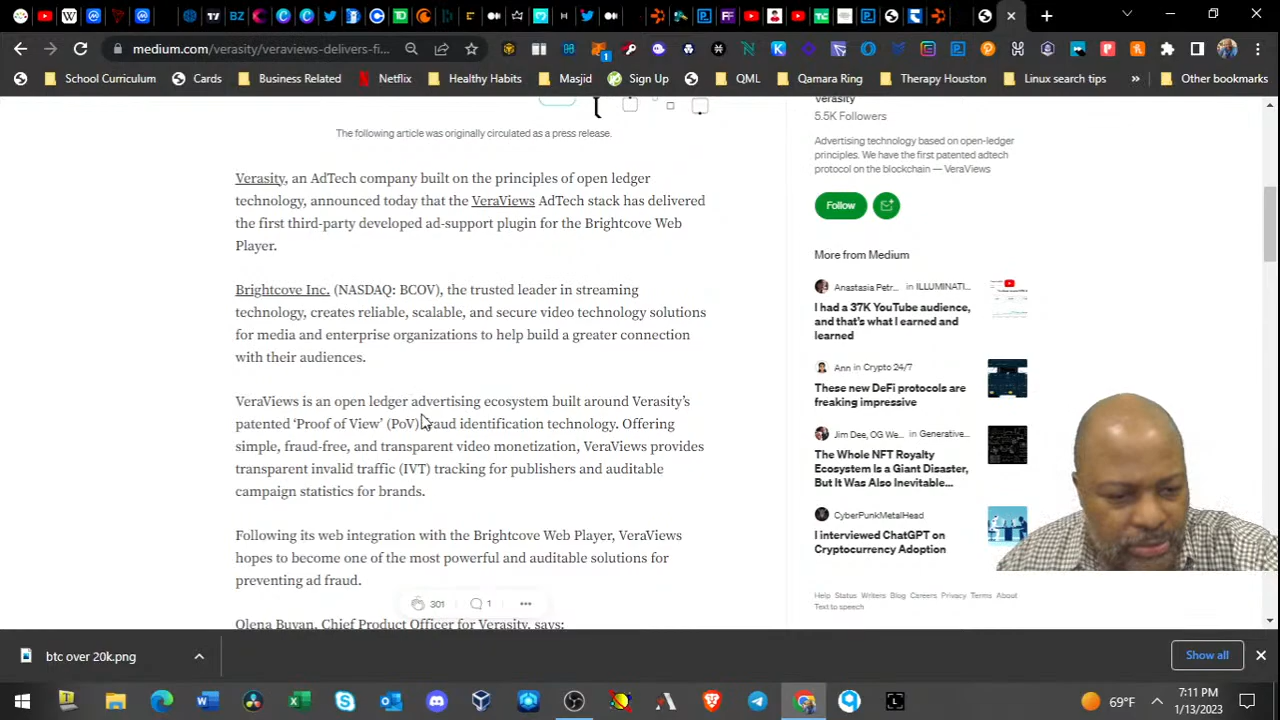 medium.com/verasity/veraviews-delivers-fi...
School Curriculum
Cards
Business Related
Netflix
Healthy Habits
Masjid
Sign Up
QML
Qamara Ring
Therapy Houston
Linux search tips
»
Other bookmarks
The following article was originally circulated as a press release.
Verasity, an AdTech company built on the principles of open ledger
technology, announced today that the VeraViews AdTech stack has delivered
the first third-party developed ad-support plugin for the Brightcove Web
Player.
Brightcove Inc. (NASDAQ: BCOV), the trusted leader in streaming
technology, creates reliable, scalable, and secure video technology solutions
for media and enterprise organizations to help build a greater connection
with their audiences.
VeraViews is an open ledger advertising ecosystem built around Verasity's
patented 'Proof of View' (PoV) fraud identification technology. Offering
simple, fraud-free, and transparent video monetization, VeraViews provides
transparent invalid traffic (IVT) tracking for publishers and auditable
campaign statistics for brands.
Following web integration with the Brightcove Web Player, VeraViews
hopes to become one of the most powerful and auditable solutions for
preventing ad fraud.
301
1
...
Olena Buyan, Chief Product Officer for Verasity, says:
Verasity
5.5K Followers
Advertising technology based on open-ledger
principles. We have the first patented adtech
protocol on the blockchain — VeraViews
Follow
More from Medium
Anastasia Petr... in ILLUMINATI...
I had a 37K YouTube audience,
and that's what I earned and
learned
Ann in Crypto 24/7
These new DeFi protocols are
freaking impressive
Jim Dee, OG We... in Generative...
The Whole NFT Royalty
Ecosystem Is a Giant Disaster,
But It Was Also Inevitable...
CyberPunkMetalHead
I interviewed ChatGPT on
Cryptocurrency Adoption
Help Status Writers Blog Careers Privacy Terms About
Text to speech
btc over 20k.png
Show all
69°F
7:11 PM
1/13/2023